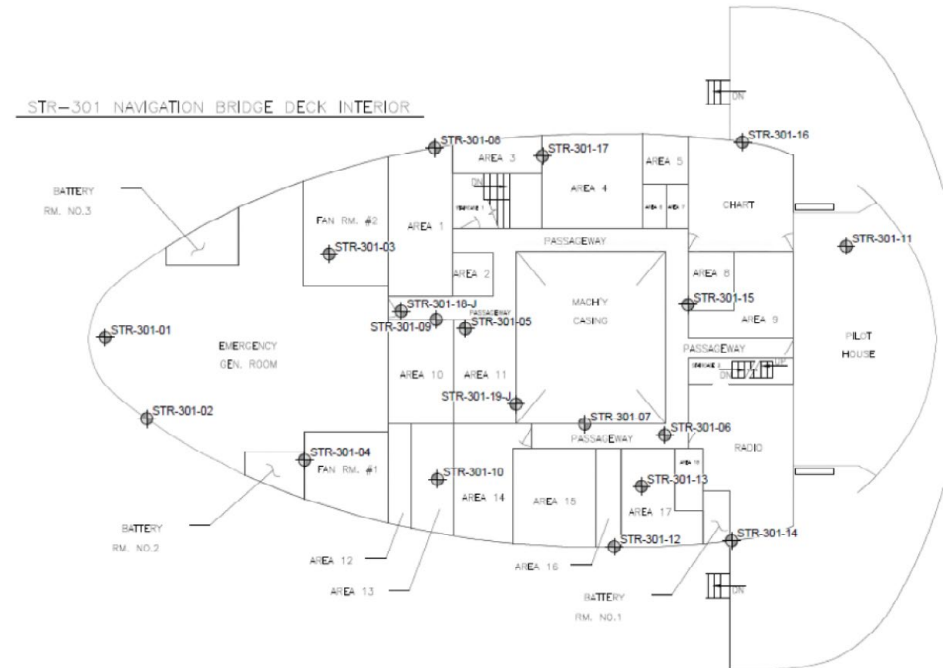 STR-301 NAVIGATION BRIDGE DECK INTERIOR
DN
STR-301-08
STR-301-16
AREA 3
STR-301-17
AREA 5
BATTERY
RM. NO.3
DN
AREA 4
FAN RM. #2
AREA 1
CHART
STR-301-03
PASSAGEWAY
STR-301-11
AREA 2
AREA 8
STR-301-18-J
PASSAGEWAY
MACH'Y
CASING
STR-301-15
STR-301-09
STR-301-05
AREA 9
STR-301-01
EMERGENCY
GEN. ROOM
PILOT
HOUSE
PASSAGEWAY
AREA 10
AREA 11
DN
UP
STR-301-19-J
STR-301-02
STR-301-07
STR-301-06
PASSAGEWAY
RADIO
STR-301-04
FAN RM. #1
STR-301-10
AREA 14
AREA 15
STR-301-13
AREA 17
BATTERY
RM. NO.2
AREA 12
AREA 13
STR-301-12
STR-301-14
AREA 16
BATTERY
RM. NO.1
DN